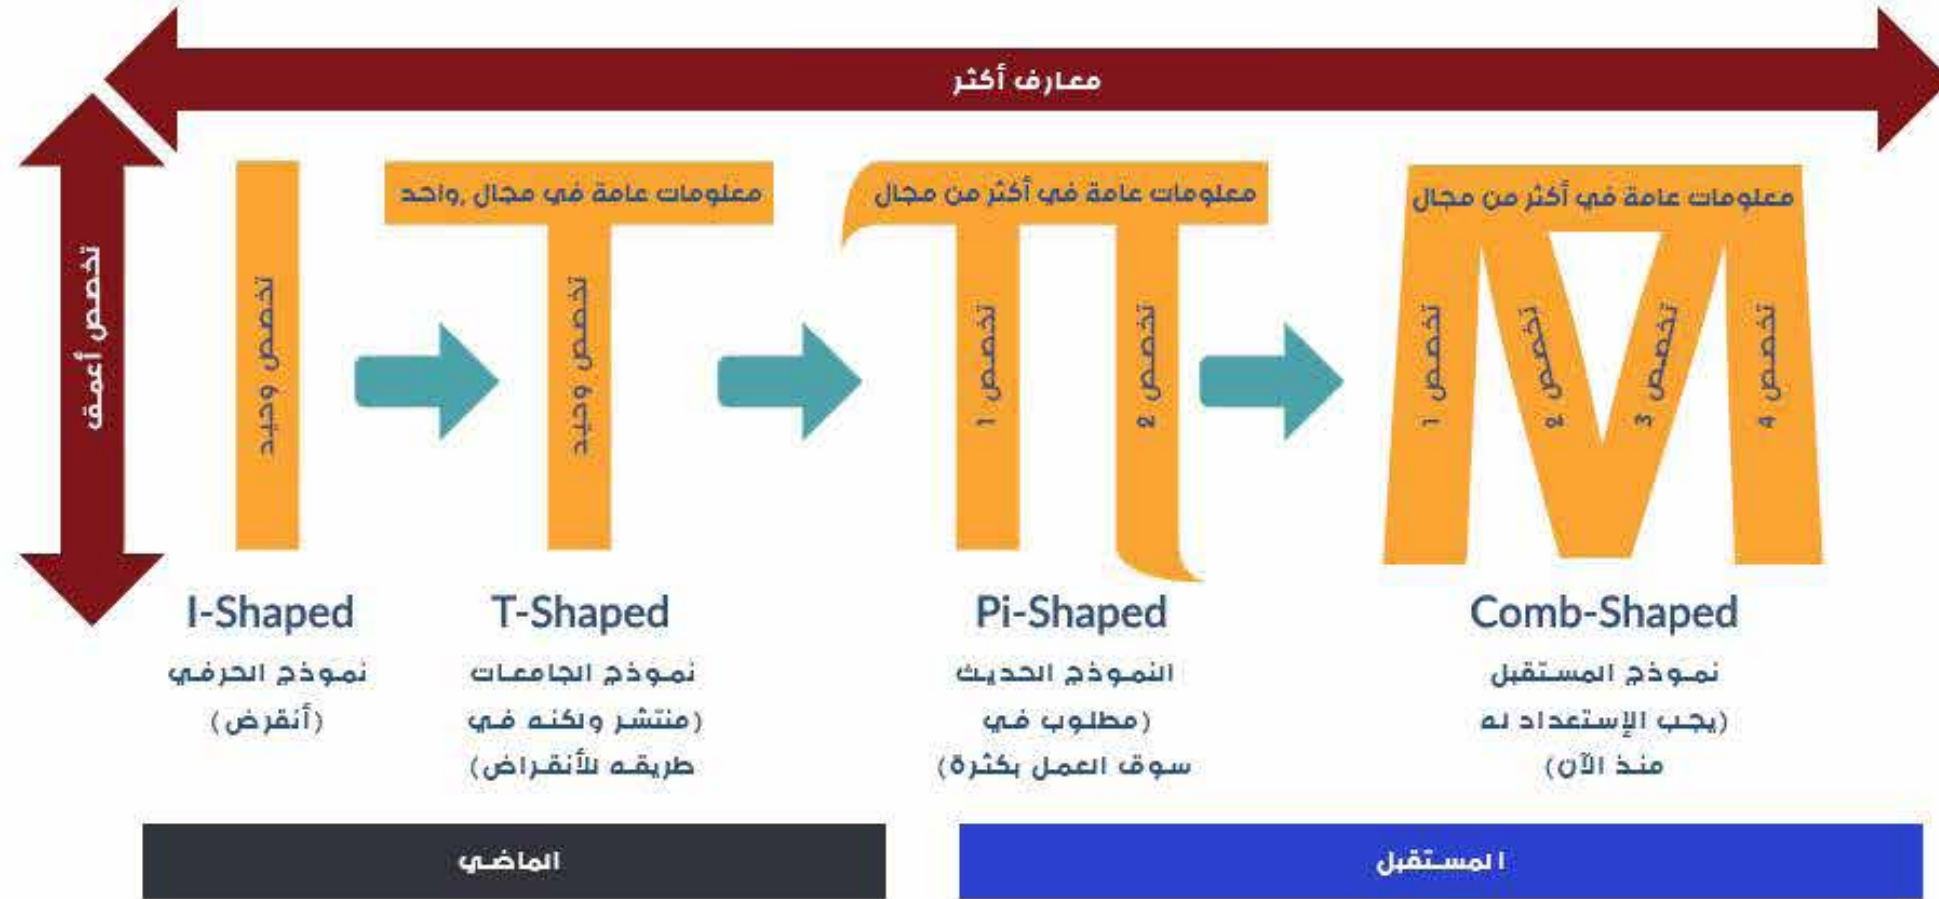 معارف أكثر
تخصص أعمق
تخصص وحيد
معلومات عامة في مجال ,واحد
تخصص وحيد
معلومات عامة في أكثر من مجال
تخصص 1
تخصص 2
معلومات عامة في أكثر من مجال
تخصص 1
تخصص 2
تخصص 3
تخصص 4
I-Shaped
نموذج الحرفي
(أنقرض)
T-Shaped
نموذج الجامعات
(منتشر ولكنه في
طريقه للأنقراض)
Pi-Shaped
النموذج الحديث
(مطلوب في
سوق العمل بكثرة)
Comb-Shaped
نموذج المستقبل
(يجب الإستعداد له
منذ الآن)
الماضي
المستقبل